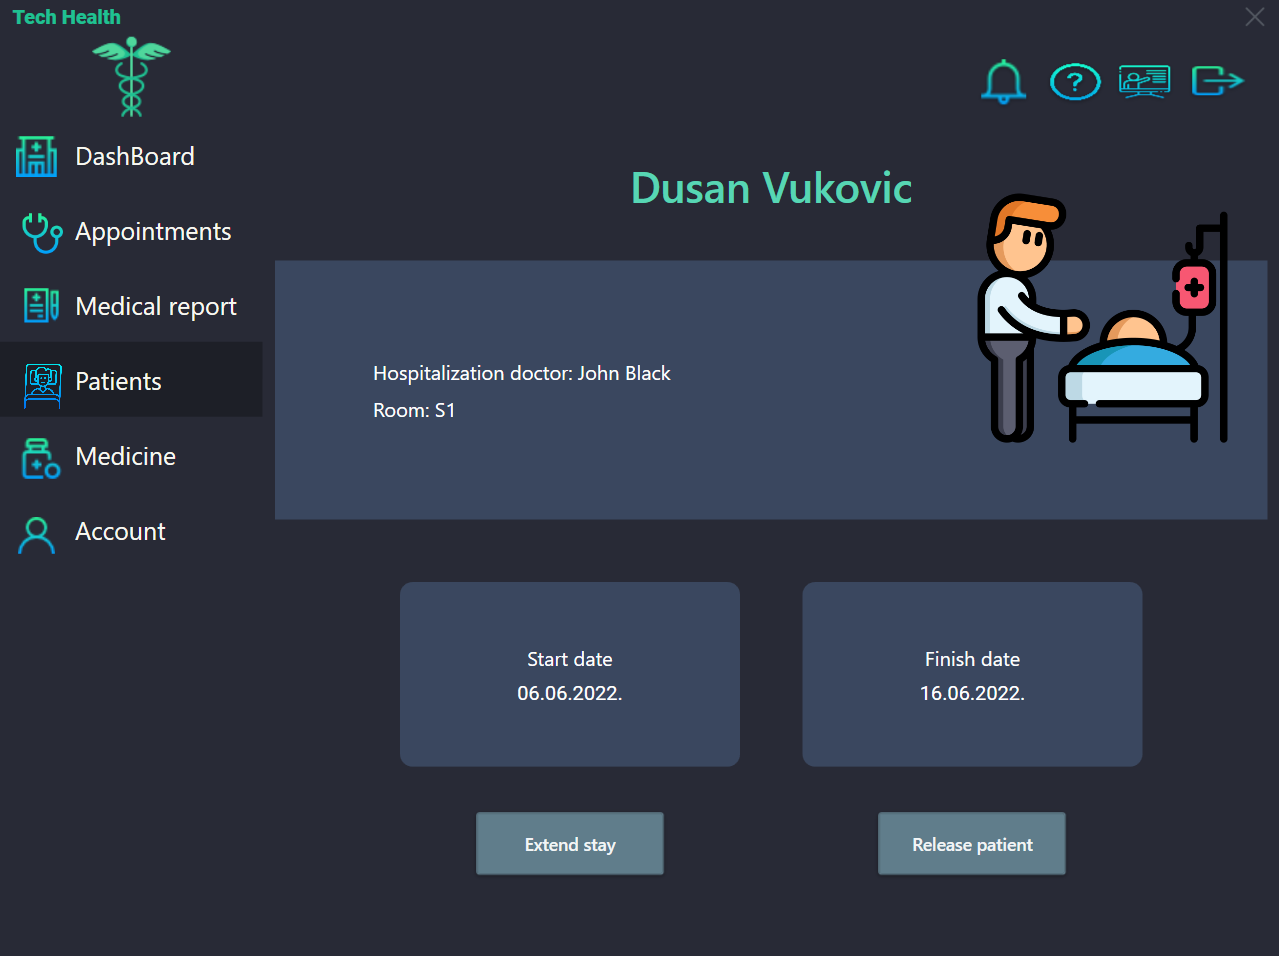 Tech Health
DashBoard
Appointments
Medical report
Patients
Medicine
Account
?
Dusan Vukovic
Hospitalization doctor: John Black
Room: S1
Start date
06.06.2022.
Finish date
16.06.2022.
Extend stay
Release patient